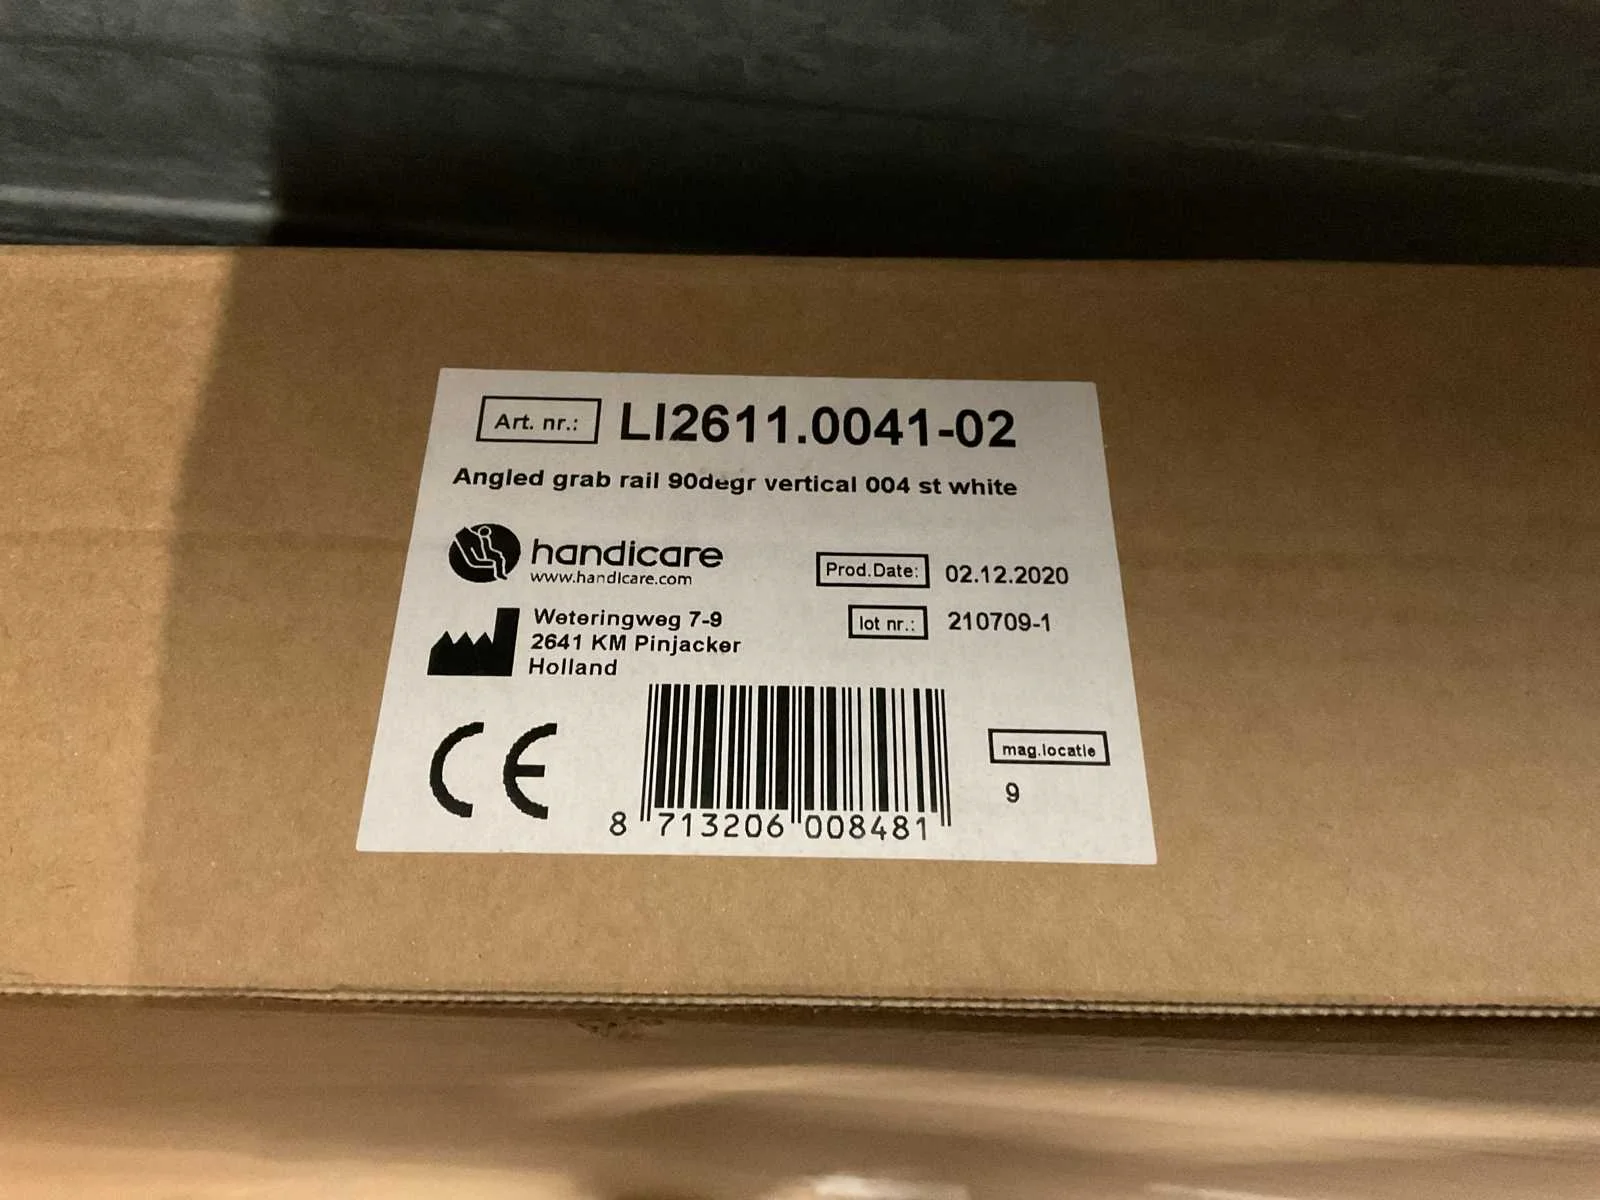 Art. nr.: LI2611.0041-02
Angled grab rail 90degr vertical 004 st white
handicare
www.handicare.com
Prod.Date: 02.12.2020
Weteringweg 7-9
2641 KM Pinjacker
Holland
lot nr.: 210709-1
CE
mag.locatie
9
8 713206 008481